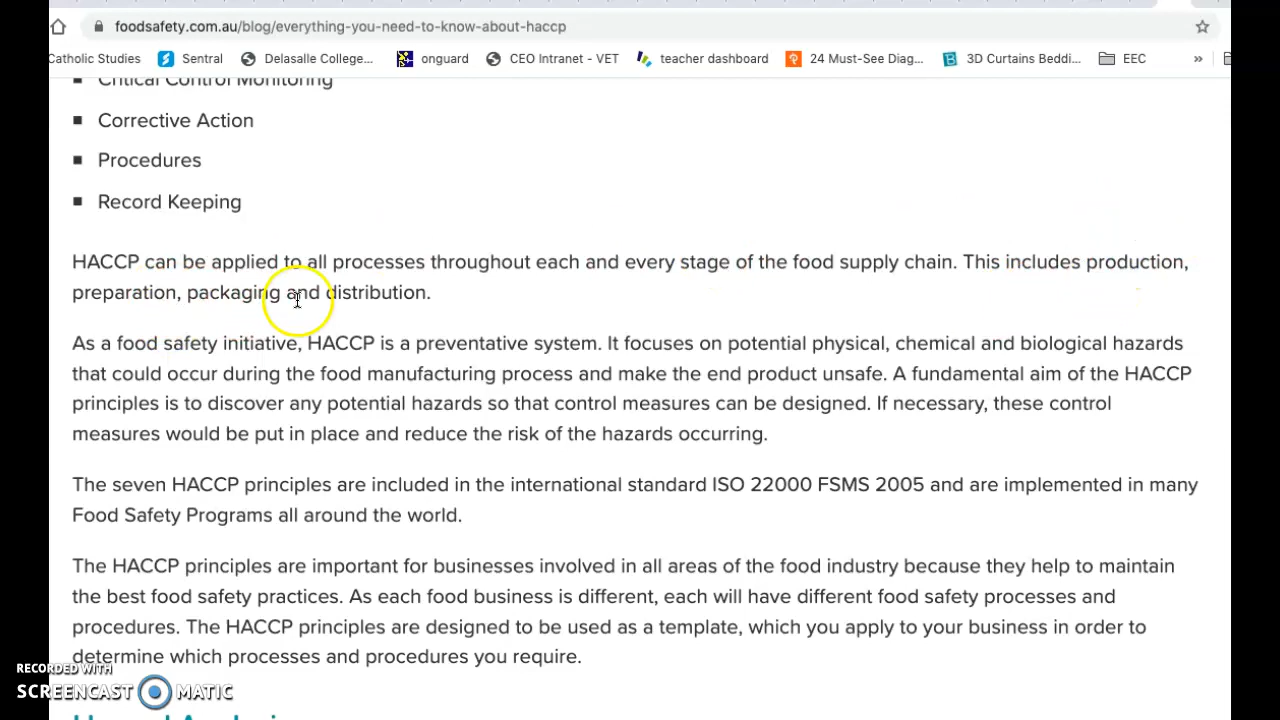 foodsafety.com.au/blog/everything-you-need-to-know-about-haccp
Catholic Studies Sentral Delasalle College... onguard CEO Intranet - VET teacher dashboard 24 Must-See Diag... 3D Curtains Beddi... EEC »
Critical Control Monitoring
Corrective Action
Procedures
Record Keeping
HACCP can be applied to all processes throughout each and every stage of the food supply chain. This includes production,
preparation, packaging and distribution.
As a food safety initiative, HACCP is a preventative system. It focuses on potential physical, chemical and biological hazards
that could occur during the food manufacturing process and make the end product unsafe. A fundamental aim of the HACCP
principles is to discover any potential hazards so that control measures can be designed. If necessary, these control
measures would be put in place and reduce the risk of the hazards occurring.
The seven HACCP principles are included in the international standard ISO 22000 FSMS 2005 and are implemented in many
Food Safety Programs all around the world.
The HACCP principles are important for businesses involved in all areas of the food industry because they help to maintain
the best food safety practices. As each food business is different, each will have different food safety processes and
procedures. The HACCP principles are designed to be used as a template, which you apply to your business in order to
determine which processes and procedures you require.
RECORDED WITH
SCREENCAST MATIC